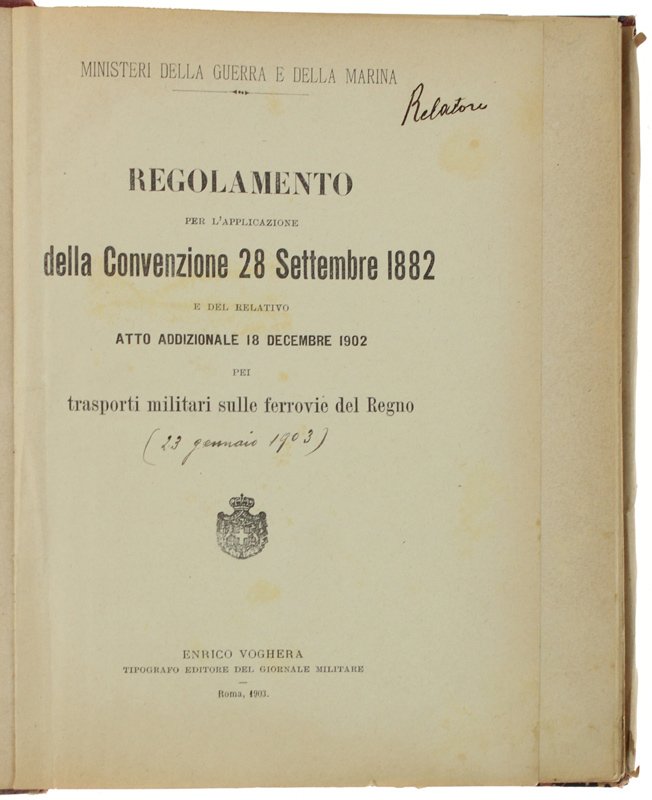 MINISTERI DELLA GUERRA E DELLA MARINA
Relatore
REGOLAMENTO
PER L'APPLICAZIONE
della Convenzione 28 Settembre 1882
E DEL RELATIVO
ATTO ADDIZIONALE 18 DECEMBRE 1902
PEI
trasporti militari sulle ferrovie del Regno
(23 gennaio 1903)
ENRICO VOGHERA
TIPOGRAFO EDITORE DEL GIORNALE MILITARE
Roma, 1903.